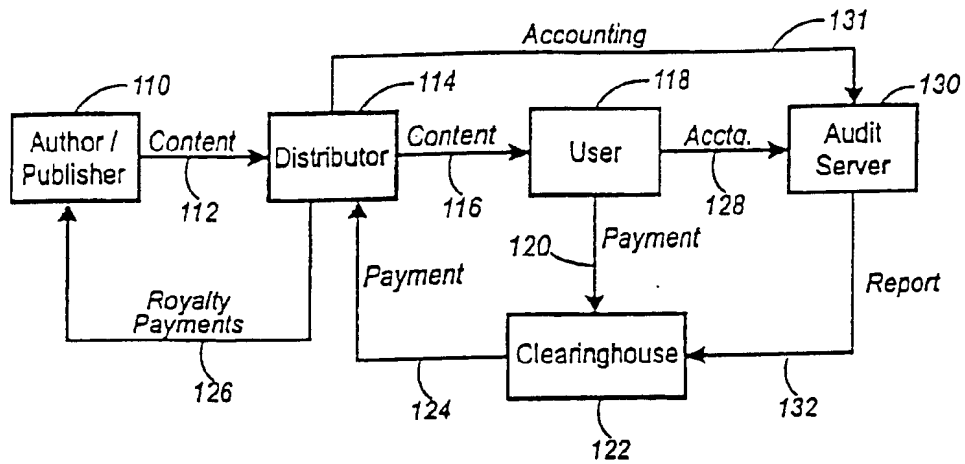 Accounting
131
110
114
118
130
Author /
Publisher
Content
112
Distributor
Content
116
User
Accta.
128
Audit
Server
120
Payment
Payment
Report
Royalty
Payments
126
Clearinghouse
124
122
132